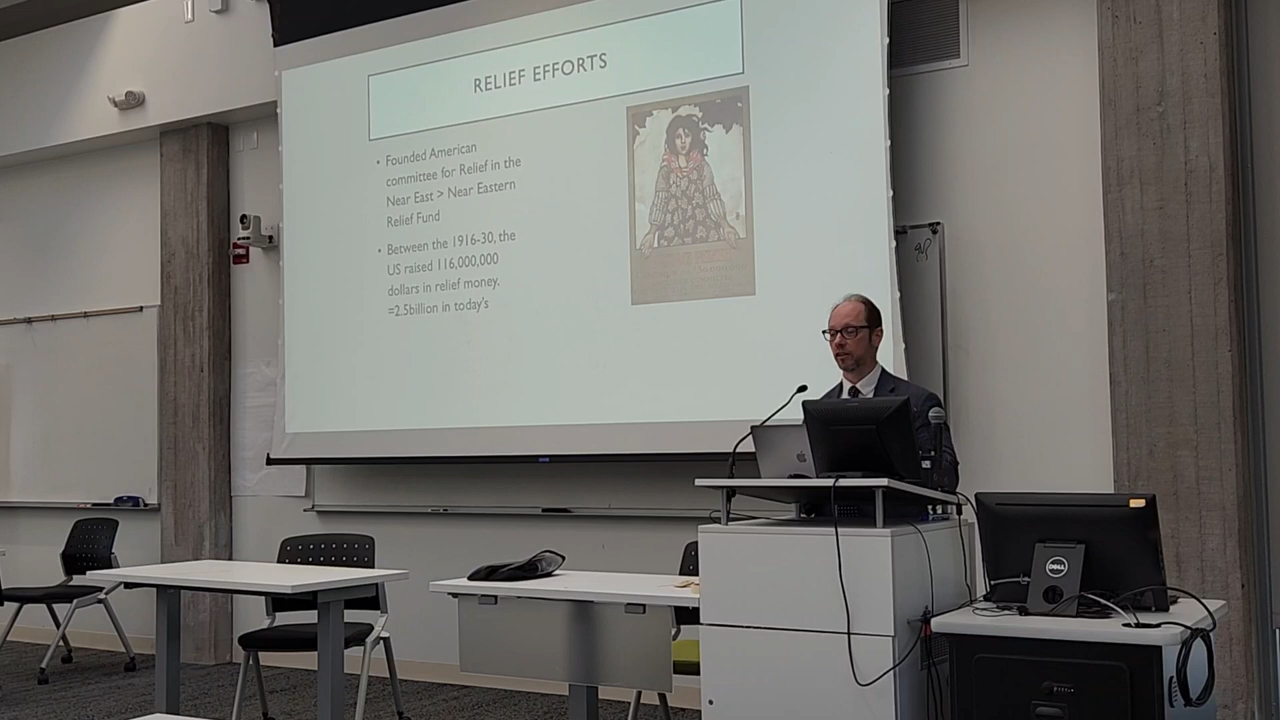 RELIEF EFFORTS
• Founded American
committee for Relief in the
Near East > Near Eastern
Relief Fund
• Between the 1916-30, the
US raised 116,000,000
dollars in relief money.
=2.5billion in today's
DELL